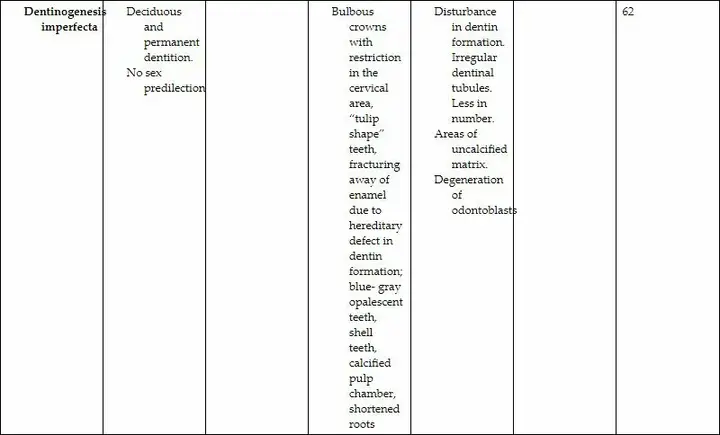 Dentinogenesis
imperfecta
Deciduous
and
permanent
dentition.
No sex
predilection
Bulbous
crowns
with
restriction
in the
cervical
area,
“tulip
shape”
teeth,
fracturing
away of
enamel
due to
hereditary
defect in
dentin
formation;
blue- gray
opalescent
teeth,
shell
teeth,
calcified
pulp
chamber,
shortened
roots
Disturbance
in dentin
formation.
Irregular
dentinal
tubules.
Less in
number.
Areas of
uncalcified
matrix.
Degeneration
of
odontoblasts
62